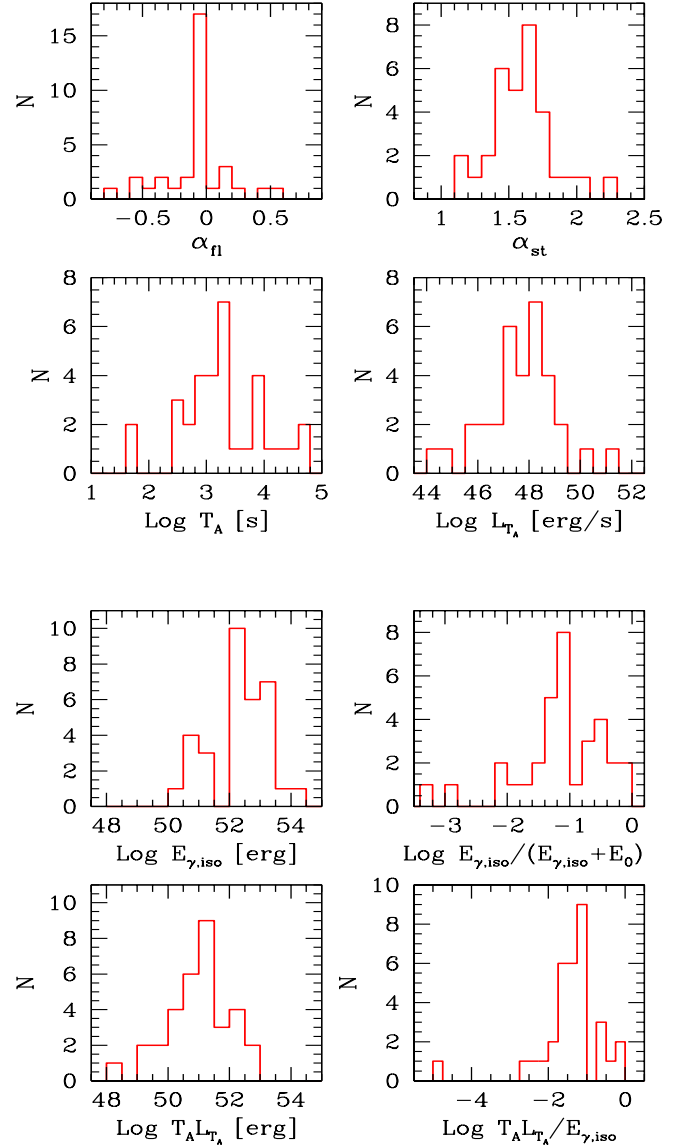 15
10
5
0
N
−0.5 0 0.5
α_fl
8
6
4
2
0
N
1 1.5 2 2.5
α_st
8
6
4
2
0
N
1 2 3 4 5
Log T_A [s]
8
6
4
2
0
N
44 46 48 50 52
Log L_{T_A} [erg/s]
10
8
6
4
2
0
N
48 50 52 54
Log E_{γ,iso} [erg]
8
6
4
2
0
N
−3 −2 −1 0
Log E_{γ,iso}/(E_{γ,iso}+E_0)
10
8
6
4
2
0
N
48 50 52 54
Log T_A L_{T_A} [erg]
10
8
6
4
2
0
N
−4 −2 0
Log T_A L_{T_A}/E_{γ,iso}